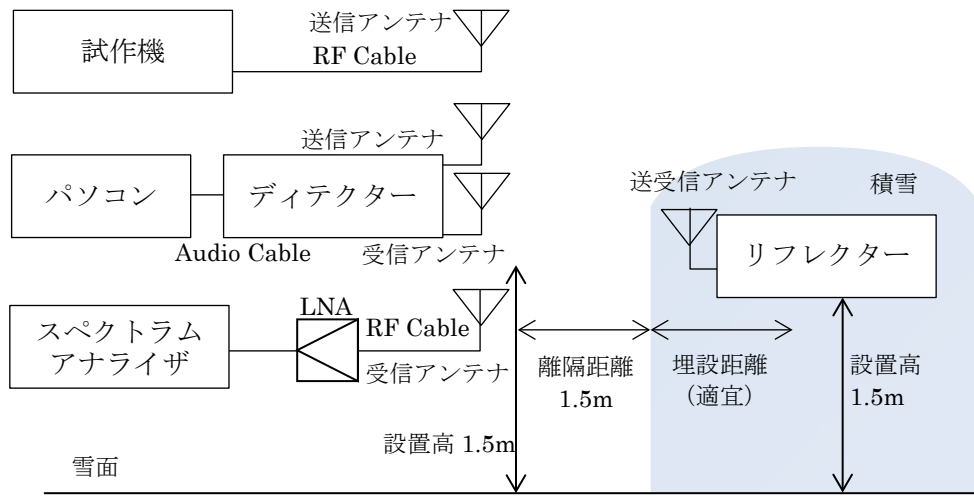 送信アンテナ
試作機
RF Cable
送信アンテナ
パソコン
ディテクター
Audio Cable
受信アンテナ
送受信アンテナ
積雪
リフレクター
LNA
RF Cable
スペクトラム
アナライザ
受信アンテナ
離隔距離
1.5m
埋設距離
(適宜)
設置高
1.5m
設置高 1.5m
雪面